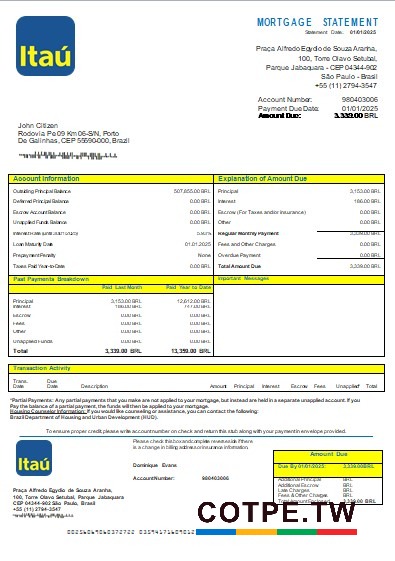 Itaú
MORTGAGE STATEMENT
Statement Date: 01/01/2025
Praça Alfredo Egydio de Souza Aranha,
100, Torre Olavo Setubal,
Parque Jabaquara - CEP 04344-902
São Paulo - Brasil
+55 (11) 2794-3547
Account Number: 980403006
Payment Due Date: 01/01/2025
Amount Due: 3,339.00 BRL
John Citizen
Rodovia Pe 09 Km 06-S/N, Porto
De Galinhas, CEP 55590-000, Brazil
Account Information
Outstanding Principal Balance 507,855.00 BRL
Deferred Principal Balance 0.00 BRL
Escrow Account Balance 0.00 BRL
Unapplied Funds Balance 0.00 BRL
Interest Rate (until Start 01/25)
Loan Maturity Date 01.01.2025
Prepayment Penalty None
Taxes Paid Year-to-Date 0.00 BRL
Explanation of Amount Due
Principal 3,153.00 BRL
Interest 186.00 BRL
Escrow (For Taxes and/or Insurance) 0.00 BRL
Other 0.00 BRL
Regular Monthly Payment 3,339.00 BRL
Fees and Other Charges 0.00 BRL
Overdue Payment 0.00 BRL
Total Amount Due 3,339.00 BRL
Past Payments Breakdown
Paid Last Month Paid Year to Date
Principal 3,153.00 BRL 12,612.00 BRL
Interest 186.00 BRL 747.00 BRL
Escrow 0.00 BRL 0.00 BRL
Fees 0.00 BRL 0.00 BRL
Other 0.00 BRL 0.00 BRL
Unapplied Funds 0.00 BRL 0.00 BRL
Total 3,339.00 BRL 13,359.00 BRL
Important Messages
Transaction Activity
Trans. Date Due Date Description Amount Principal Interest Escrow Fees Unapplied* Total
*Partial Payments: Any partial payments that you make are not applied to your mortgage, but instead are held in a separate unapplied account. If you
Pay the balance of a partial payment, the funds will then be applied to your mortgage.
Housing Counselor Information: If you would like counseling or assistance, you can contact the following:
Brazil Department of Housing and Urban Development (HUD).
To ensure proper credit please write account number on check and return this stub along with your payment in envelope provided.
Itaú
Please check this box and complete reverse side if there
is a change in billing address or insurance information.
Dominique Evans
Account Number: 980403006
Praça Alfredo Egydio de Souza Aranha,
100, Torre Olavo Setubal, Parque Jabaquara
CEP 04344-902 São Paulo - Brasil
+55 (11) 2794-3547
Amount Due
Due By 01/01/2025: 3,339.00 BRL
Additional Principal BRL
Additional Escrow BRL
Late Charges BRL
Fees & Other Charges BRL
Total Amount Enclosed BRL
COTPE.TW